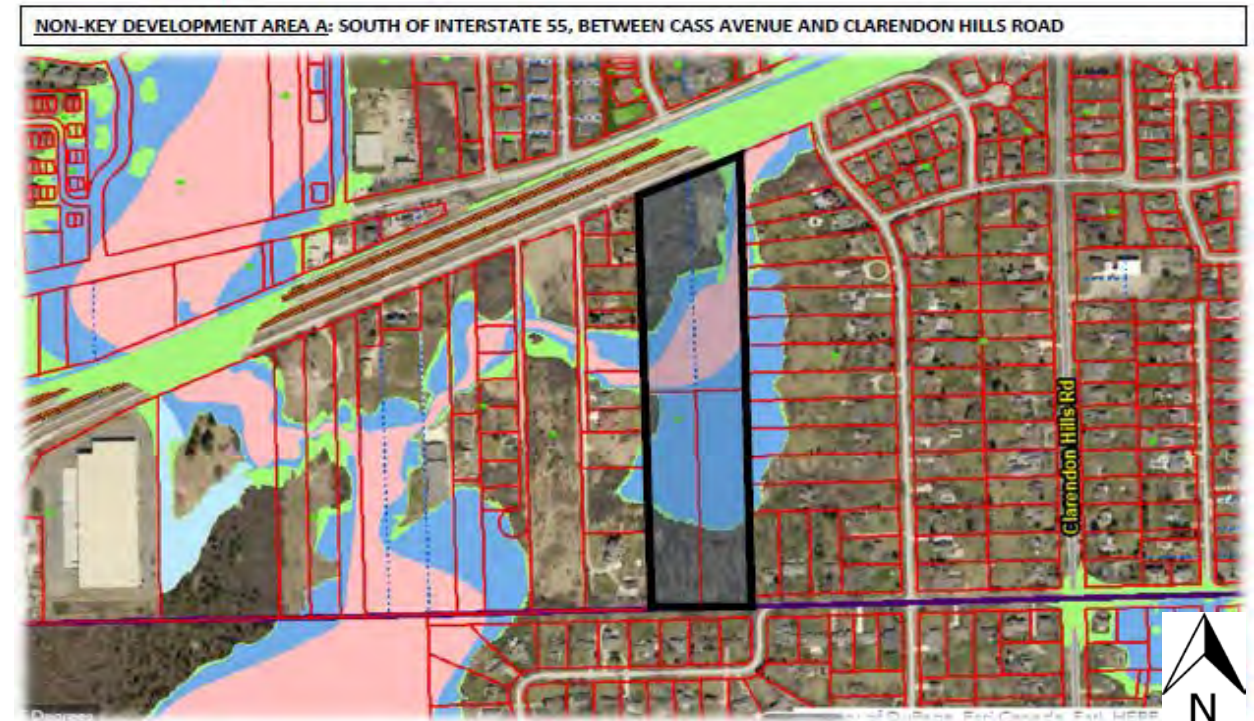 NON-KEY DEVELOPMENT AREA A: SOUTH OF INTERSTATE 55, BETWEEN CASS AVENUE AND CLARENDON HILLS ROAD
Clarendon Hills Rd
N